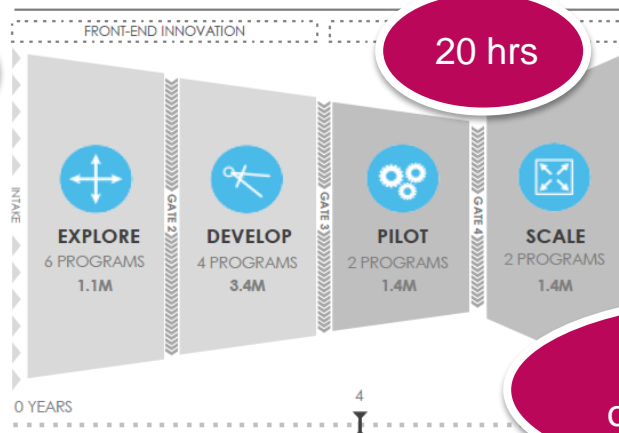 FRONT-END INNOVATION
20 hrs
INTAKE
EXPLORE
6 PROGRAMS
1.1M
GATE 2
DEVELOP
4 PROGRAMS
3.4M
GATE 3
PILOT
2 PROGRAMS
1.4M
GATE 4
SCALE
2 PROGRAMS
1.4M
0 YEARS
4